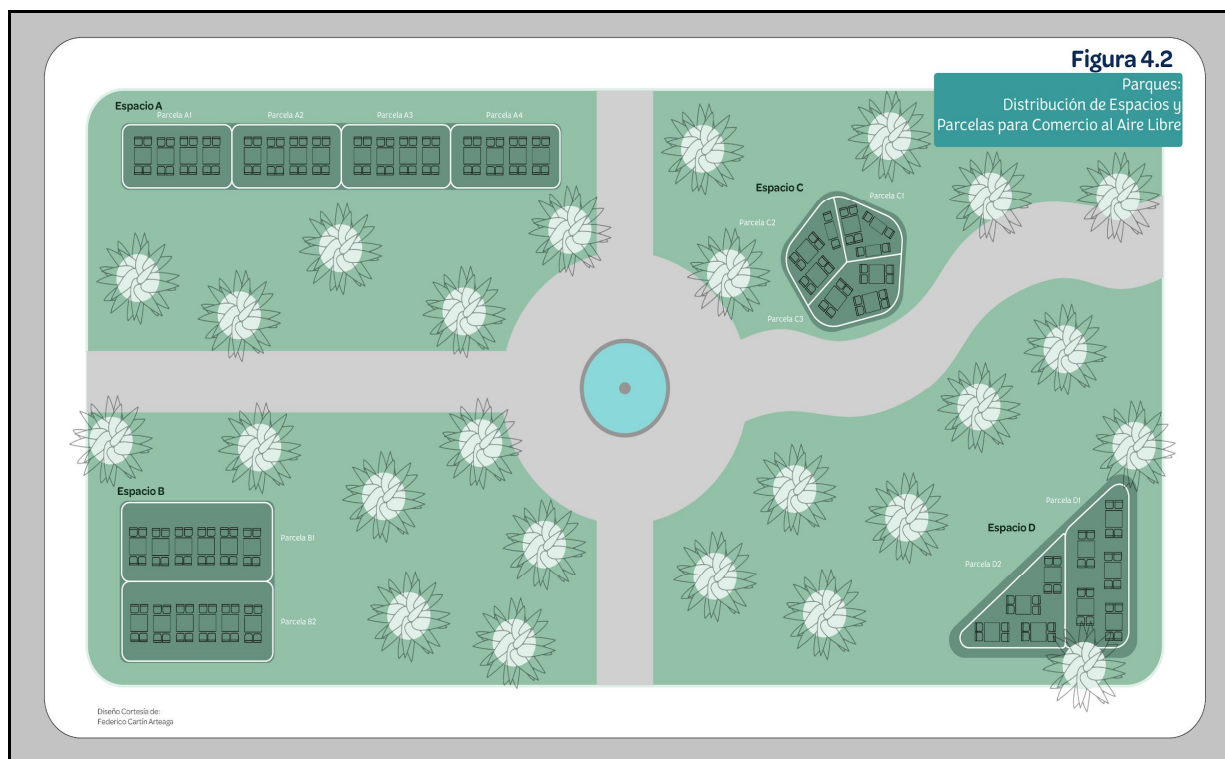 Figura 4.2
Parques:
Distribución de Espacios y
Parcelas para Comercio al Aire Libre
Espacio A
Parcela A1
Parcela A2
Parcela A3
Parcela A4
Espacio C
Parcela C1
Parcela C2
Parcela C3
Espacio B
Parcela B1
Parcela B2
Parcela D1
Espacio D
Parcela D2
Diseño Cortesía de:
Federico Cartín Arteaga